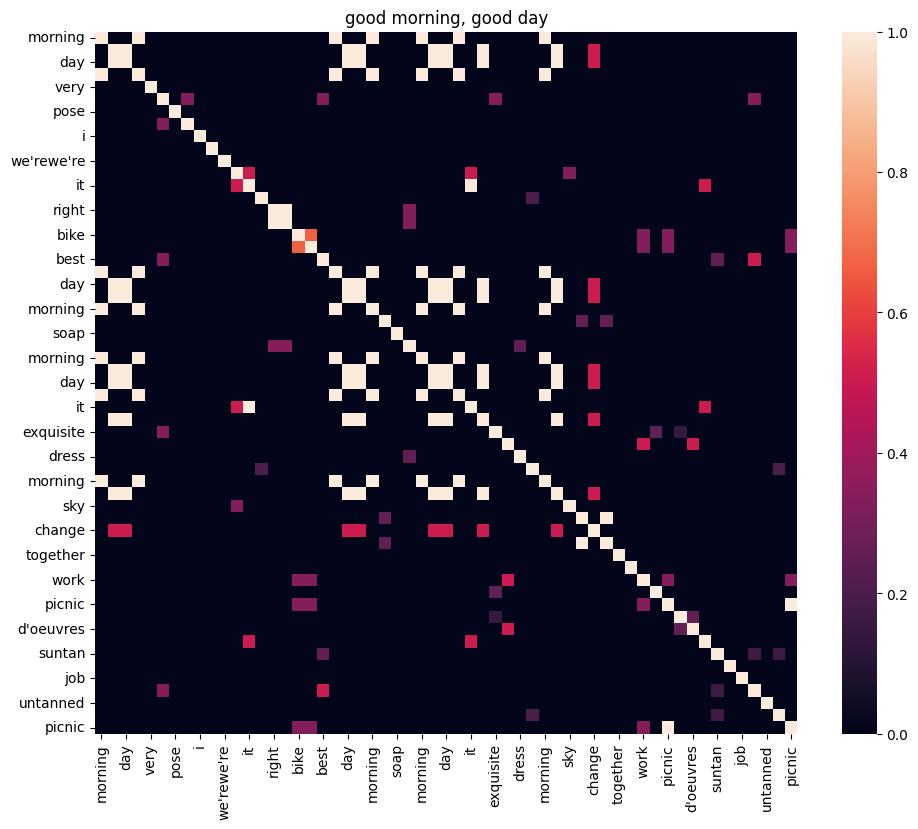 good morning, good day
morning
day
very
pose
i
we'rewe're
it
right
bike
best
day
morning
soap
morning
day
it
exquisite
dress
morning
sky
change
together
work
picnic
d'oeuvres
suntan
job
untanned
picnic
1.0
0.8
0.6
0.4
0.2
0.0
morning
day
very
pose
i
we'rewe're
it
right
bike
best
day
morning
soap
morning
day
it
exquisite
dress
morning
sky
change
together
work
picnic
d'oeuvres
suntan
job
untanned
picnic